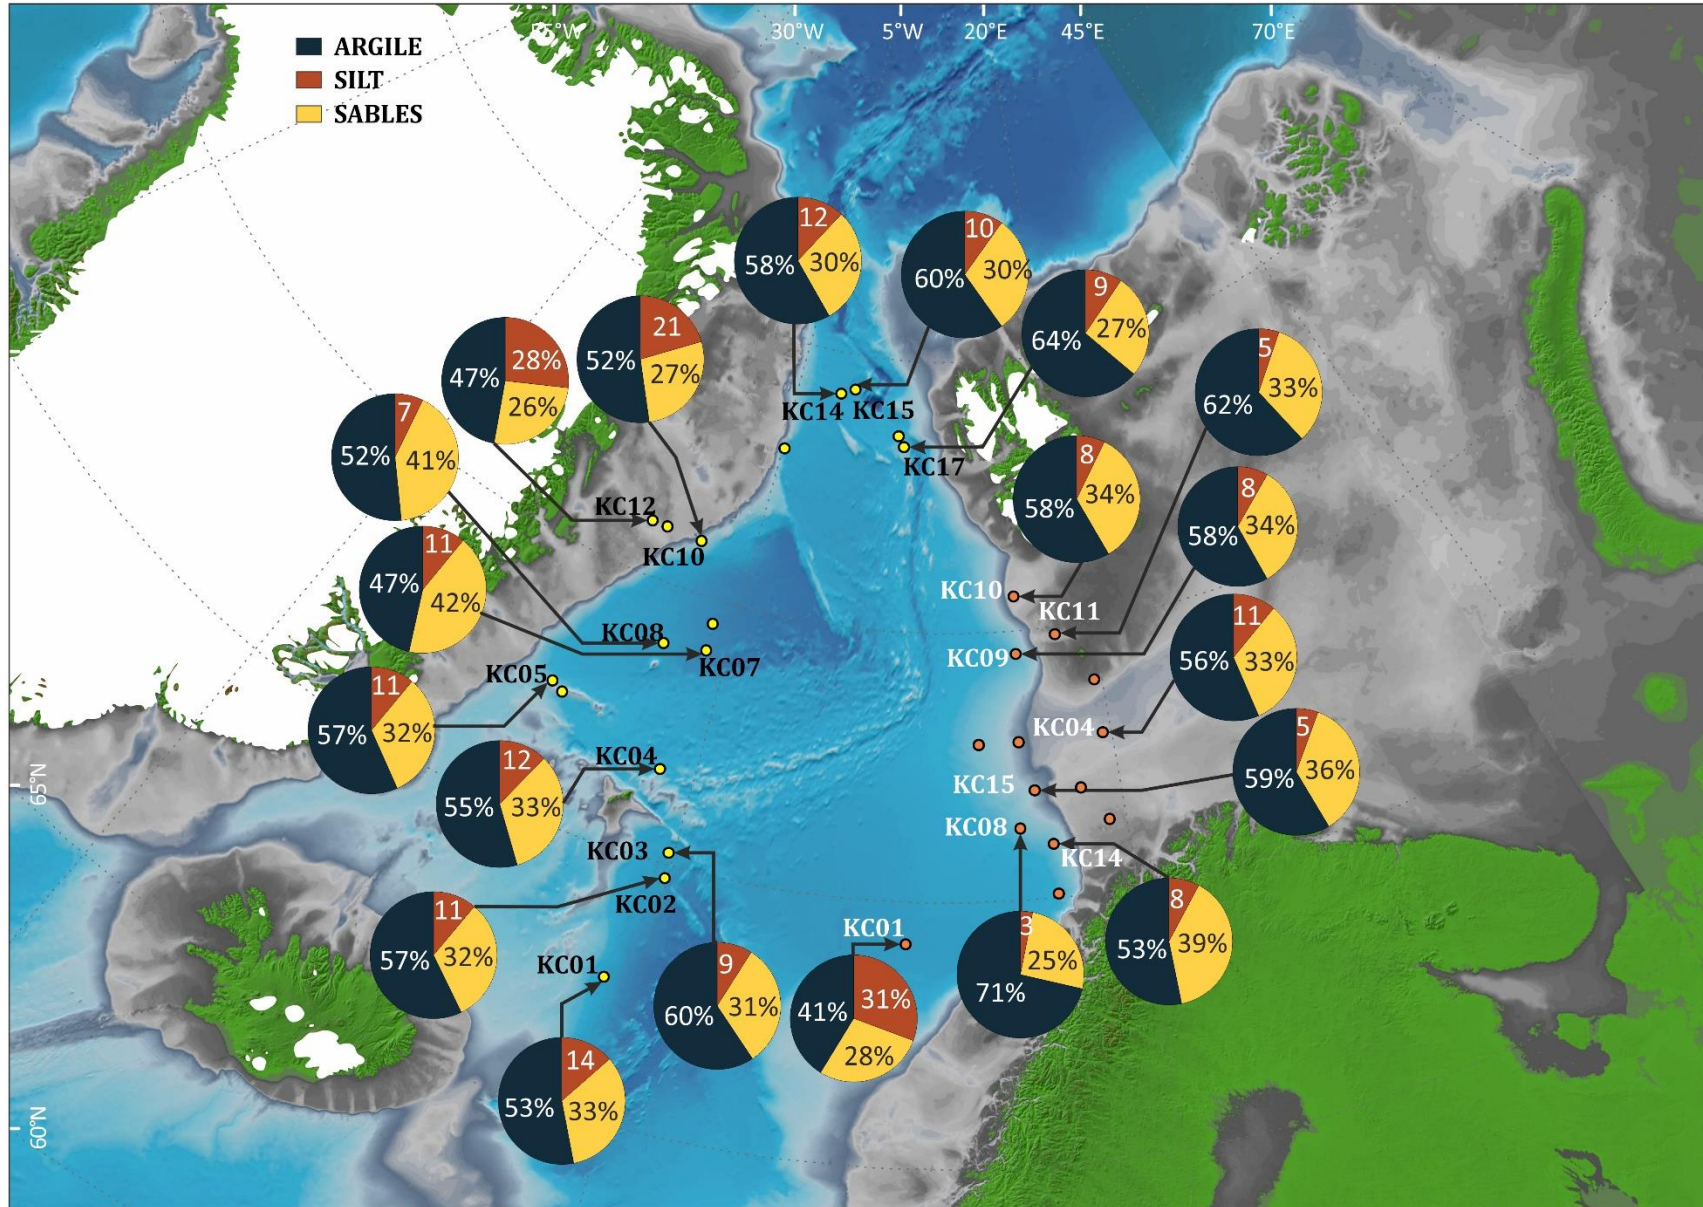 30°W 5°W 20°E 45°E 70°E
ARGILE
SILT
SABLES
12
58% 30%
10
60% 30%
9
64% 27%
21
52% 27%
28%
47%
26%
5
62% 33%
7
52% 41%
KC14 KC15
KC17
8
58% 34%
8
58% 34%
KC12
KC10
11
47% 42%
KC10
KC11
KC08
KC07
KC09
KC05
11
56% 33%
11
57% 32%
KC04
5
59% 36%
KC04
12
55% 33%
KC15
65°N
KC08
KC03
KC14
KC02
11
57% 32%
8
53% 39%
3
25%
71%
KC01
KC01
9
60% 31%
41% 31%
28%
14
53% 33%
60°N